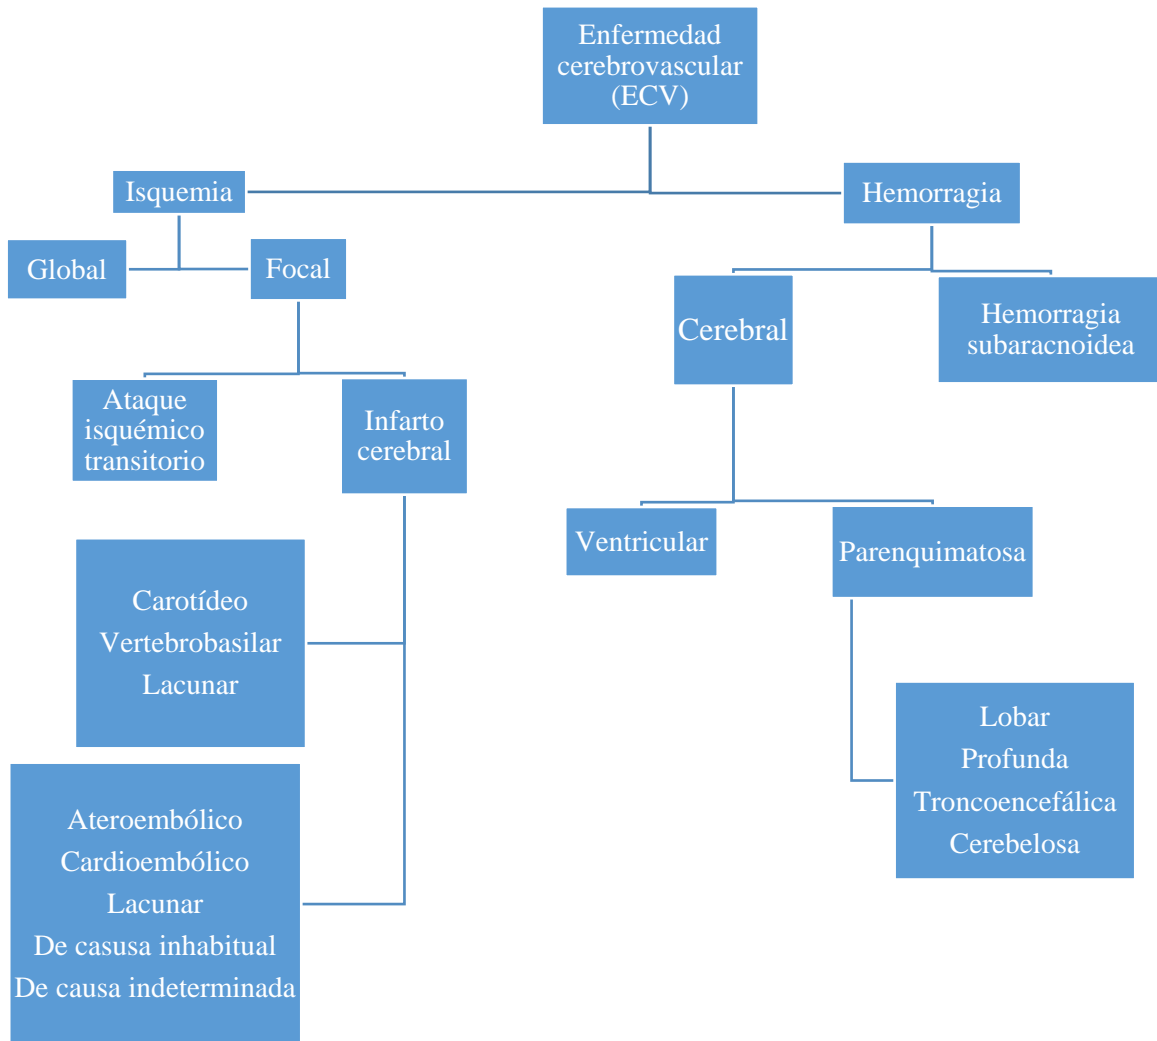 Enfermedad
cerebrovascular
(ECV)
Isquemia
Hemorragia
Global
Focal
Cerebral
Hemorragia
subaracnoidea
Ataque
isquémico
transitorio
Infarto
cerebral
Ventricular
Parenquimatosa
Carotídeo
Vertebrobasilar
Lacunar
Lobar
Profunda
Troncoencefálica
Cerebelosa
Ateroembólico
Cardioembólico
Lacunar
De casusa inhabitual
De causa indeterminada